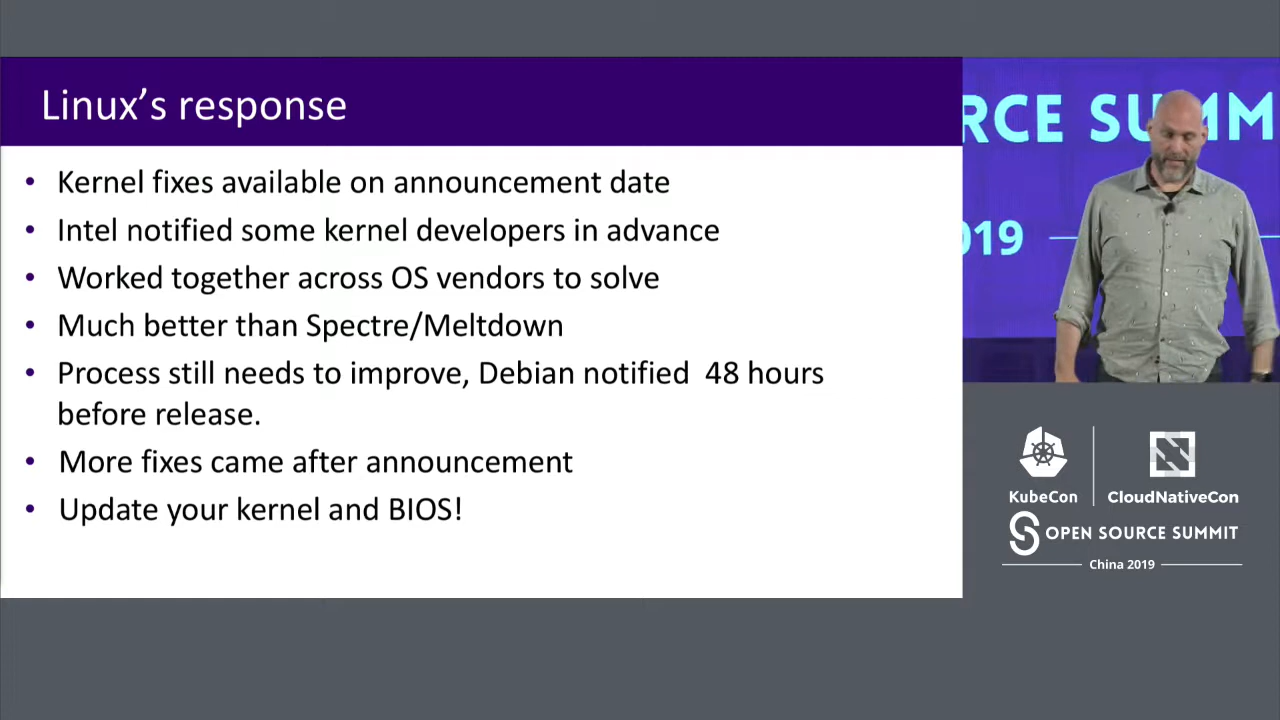 Linux’s response
• Kernel fixes available on announcement date
• Intel notified some kernel developers in advance
• Worked together across OS vendors to solve
• Much better than Spectre/Meltdown
• Process still needs to improve, Debian notified  48 hours
before release.
• More fixes came after announcement
• Update your kernel and BIOS!
RCE SUMM
019
KubeCon
CloudNativeCon
OPEN SOURCE SUMMIT
China 2019